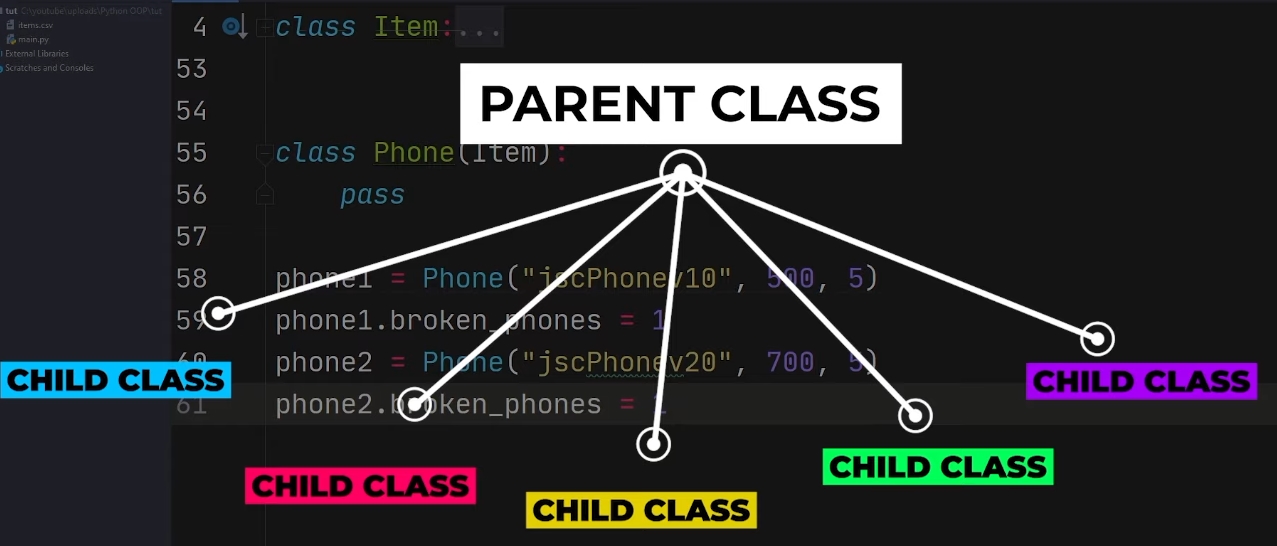 tut C:\youtube\uploads\Python OOP\tut
items.csv
main.py
External Libraries
Scratches and Consoles
4 class Item:...
53
54
PARENT CLASS
55 class Phone(Item):
56 pass
57
58 phone1 = Phone("jscPhonev10", 500, 5)
59 phone1.broken_phones = 1
60 phone2 = Phone("jscPhonev20", 700, 5)
61 phone2.broken_phones = 1
CHILD CLASS
CHILD CLASS
CHILD CLASS
CHILD CLASS
CHILD CLASS